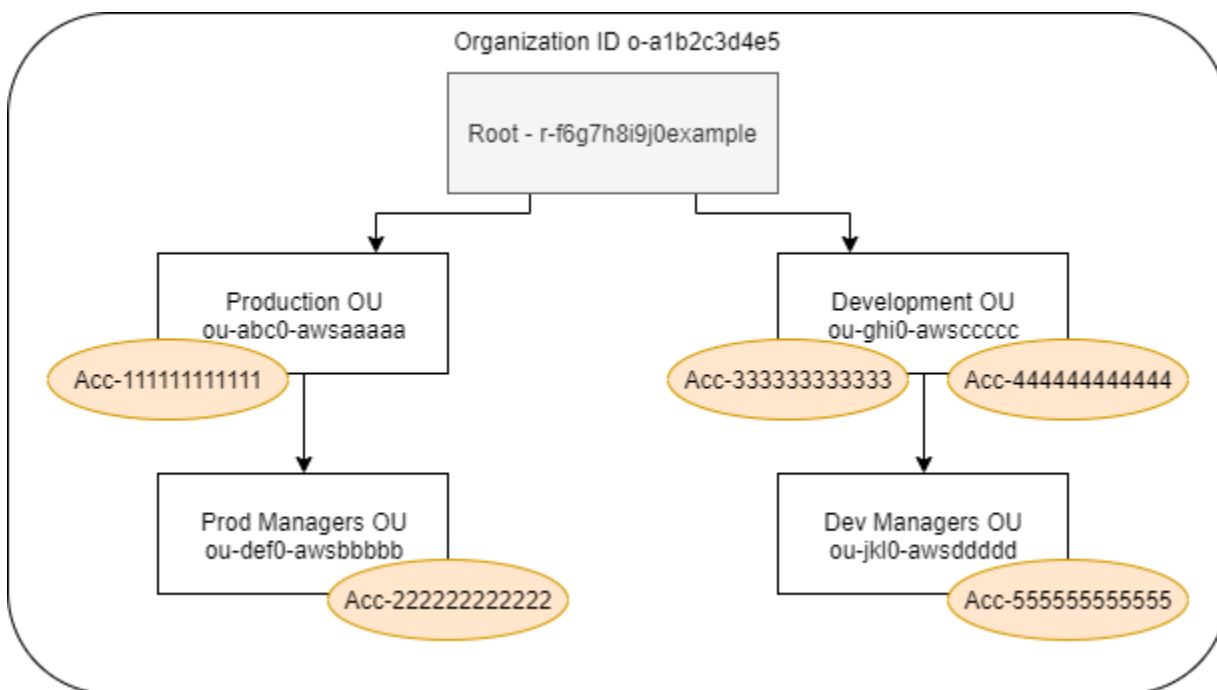 Organization ID o-a1b2c3d4e5
Root - r-f6g7h8i9j0example
Production OU
ou-abc0-awsaaaaa
Acc-111111111111
Development OU
ou-ghi0-awsccccc
Acc-333333333333
Acc-444444444444
Prod Managers OU
ou-def0-awsbbbbb
Acc-222222222222
Dev Managers OU
ou-jkl0-awsddddd
Acc-555555555555